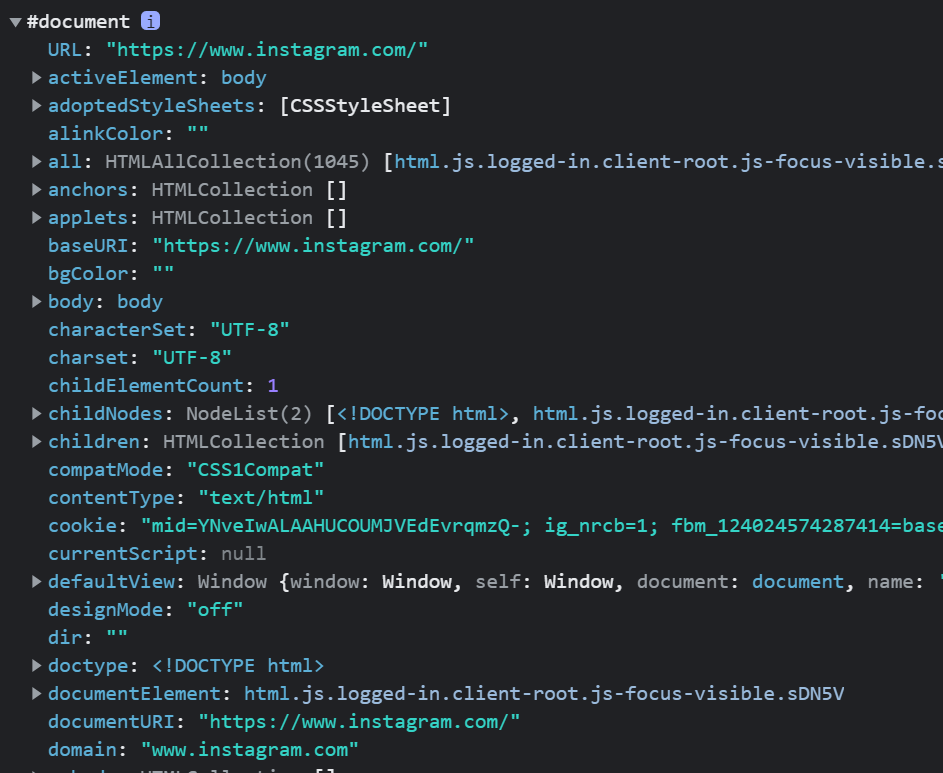 #document i
URL: "https://www.instagram.com/"
activeElement: body
adoptedStyleSheets: [CSSStyleSheet]
alinkColor: ""
all: HTMLAllCollection(1045) [html.js.logged-in.client-root.js-focus-visible.s
anchors: HTMLCollection []
applets: HTMLCollection []
baseURI: "https://www.instagram.com/"
bgColor: ""
body: body
characterSet: "UTF-8"
charset: "UTF-8"
childElementCount: 1
childNodes: NodeList(2) [<!DOCTYPE html>, html.js.logged-in.client-root.js-foc
children: HTMLCollection [html.js.logged-in.client-root.js-focus-visible.sDN5V
compatMode: "CSS1Compat"
contentType: "text/html"
cookie: "mid=YNveIwALAAHUCOUMJVEdEvrqmzQ-; ig_nrcb=1; fbm_124024574287414=base
currentScript: null
defaultView: Window {window: Window, self: Window, document: document, name: "
designMode: "off"
dir: ""
doctype: <!DOCTYPE html>
documentElement: html.js.logged-in.client-root.js-focus-visible.sDN5V
documentURI: "https://www.instagram.com/"
domain: "www.instagram.com"